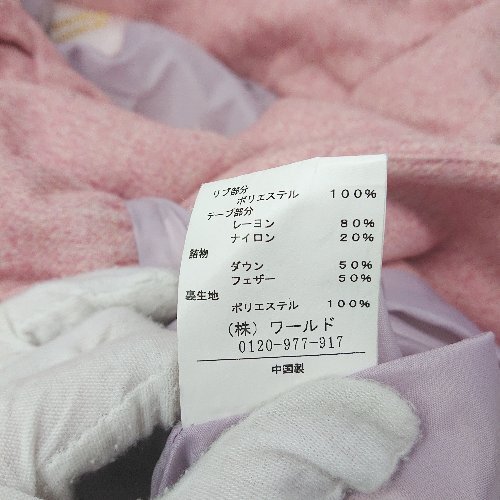 リブ部分
ポリエステル 100%
テープ部分
レーヨン 80%
ナイロン 20%
詰物
ダウン 50%
フェザー 50%
裏生地
ポリエステル 100%
(株) ワールド
0120-977-917
中国製